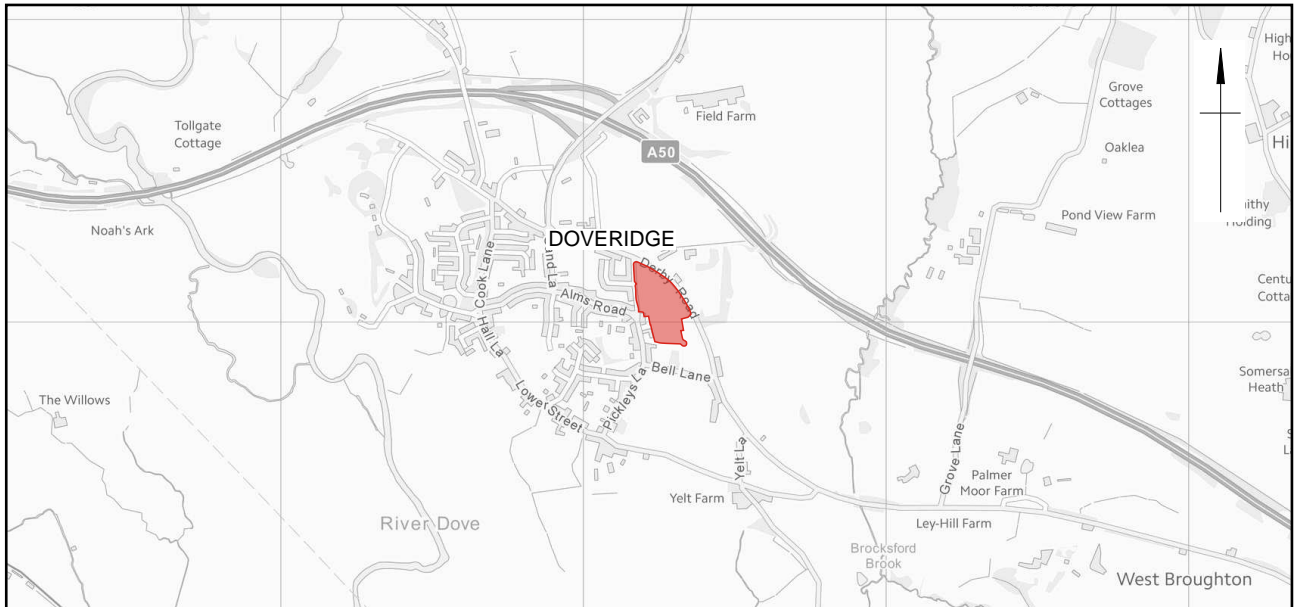 High
Ho
Grove
Cottages
Field Farm
Tollgate
Cottage
A50
Hi
Oaklea
Pond View Farm
Holding
Noah's Ark
DOVERIDGE
Derby Road
Cook Lane
Alms Road
Centu
Cotta
Hall La
Bell Lane
Somersa
Heath
The Willows
Lower Street
Pickleys La
Yelt La
Grove Lane
Palmer
Moor Farm
Yelt Farm
River Dove
Ley-Hill Farm
Brocksford
Brook
West Broughton